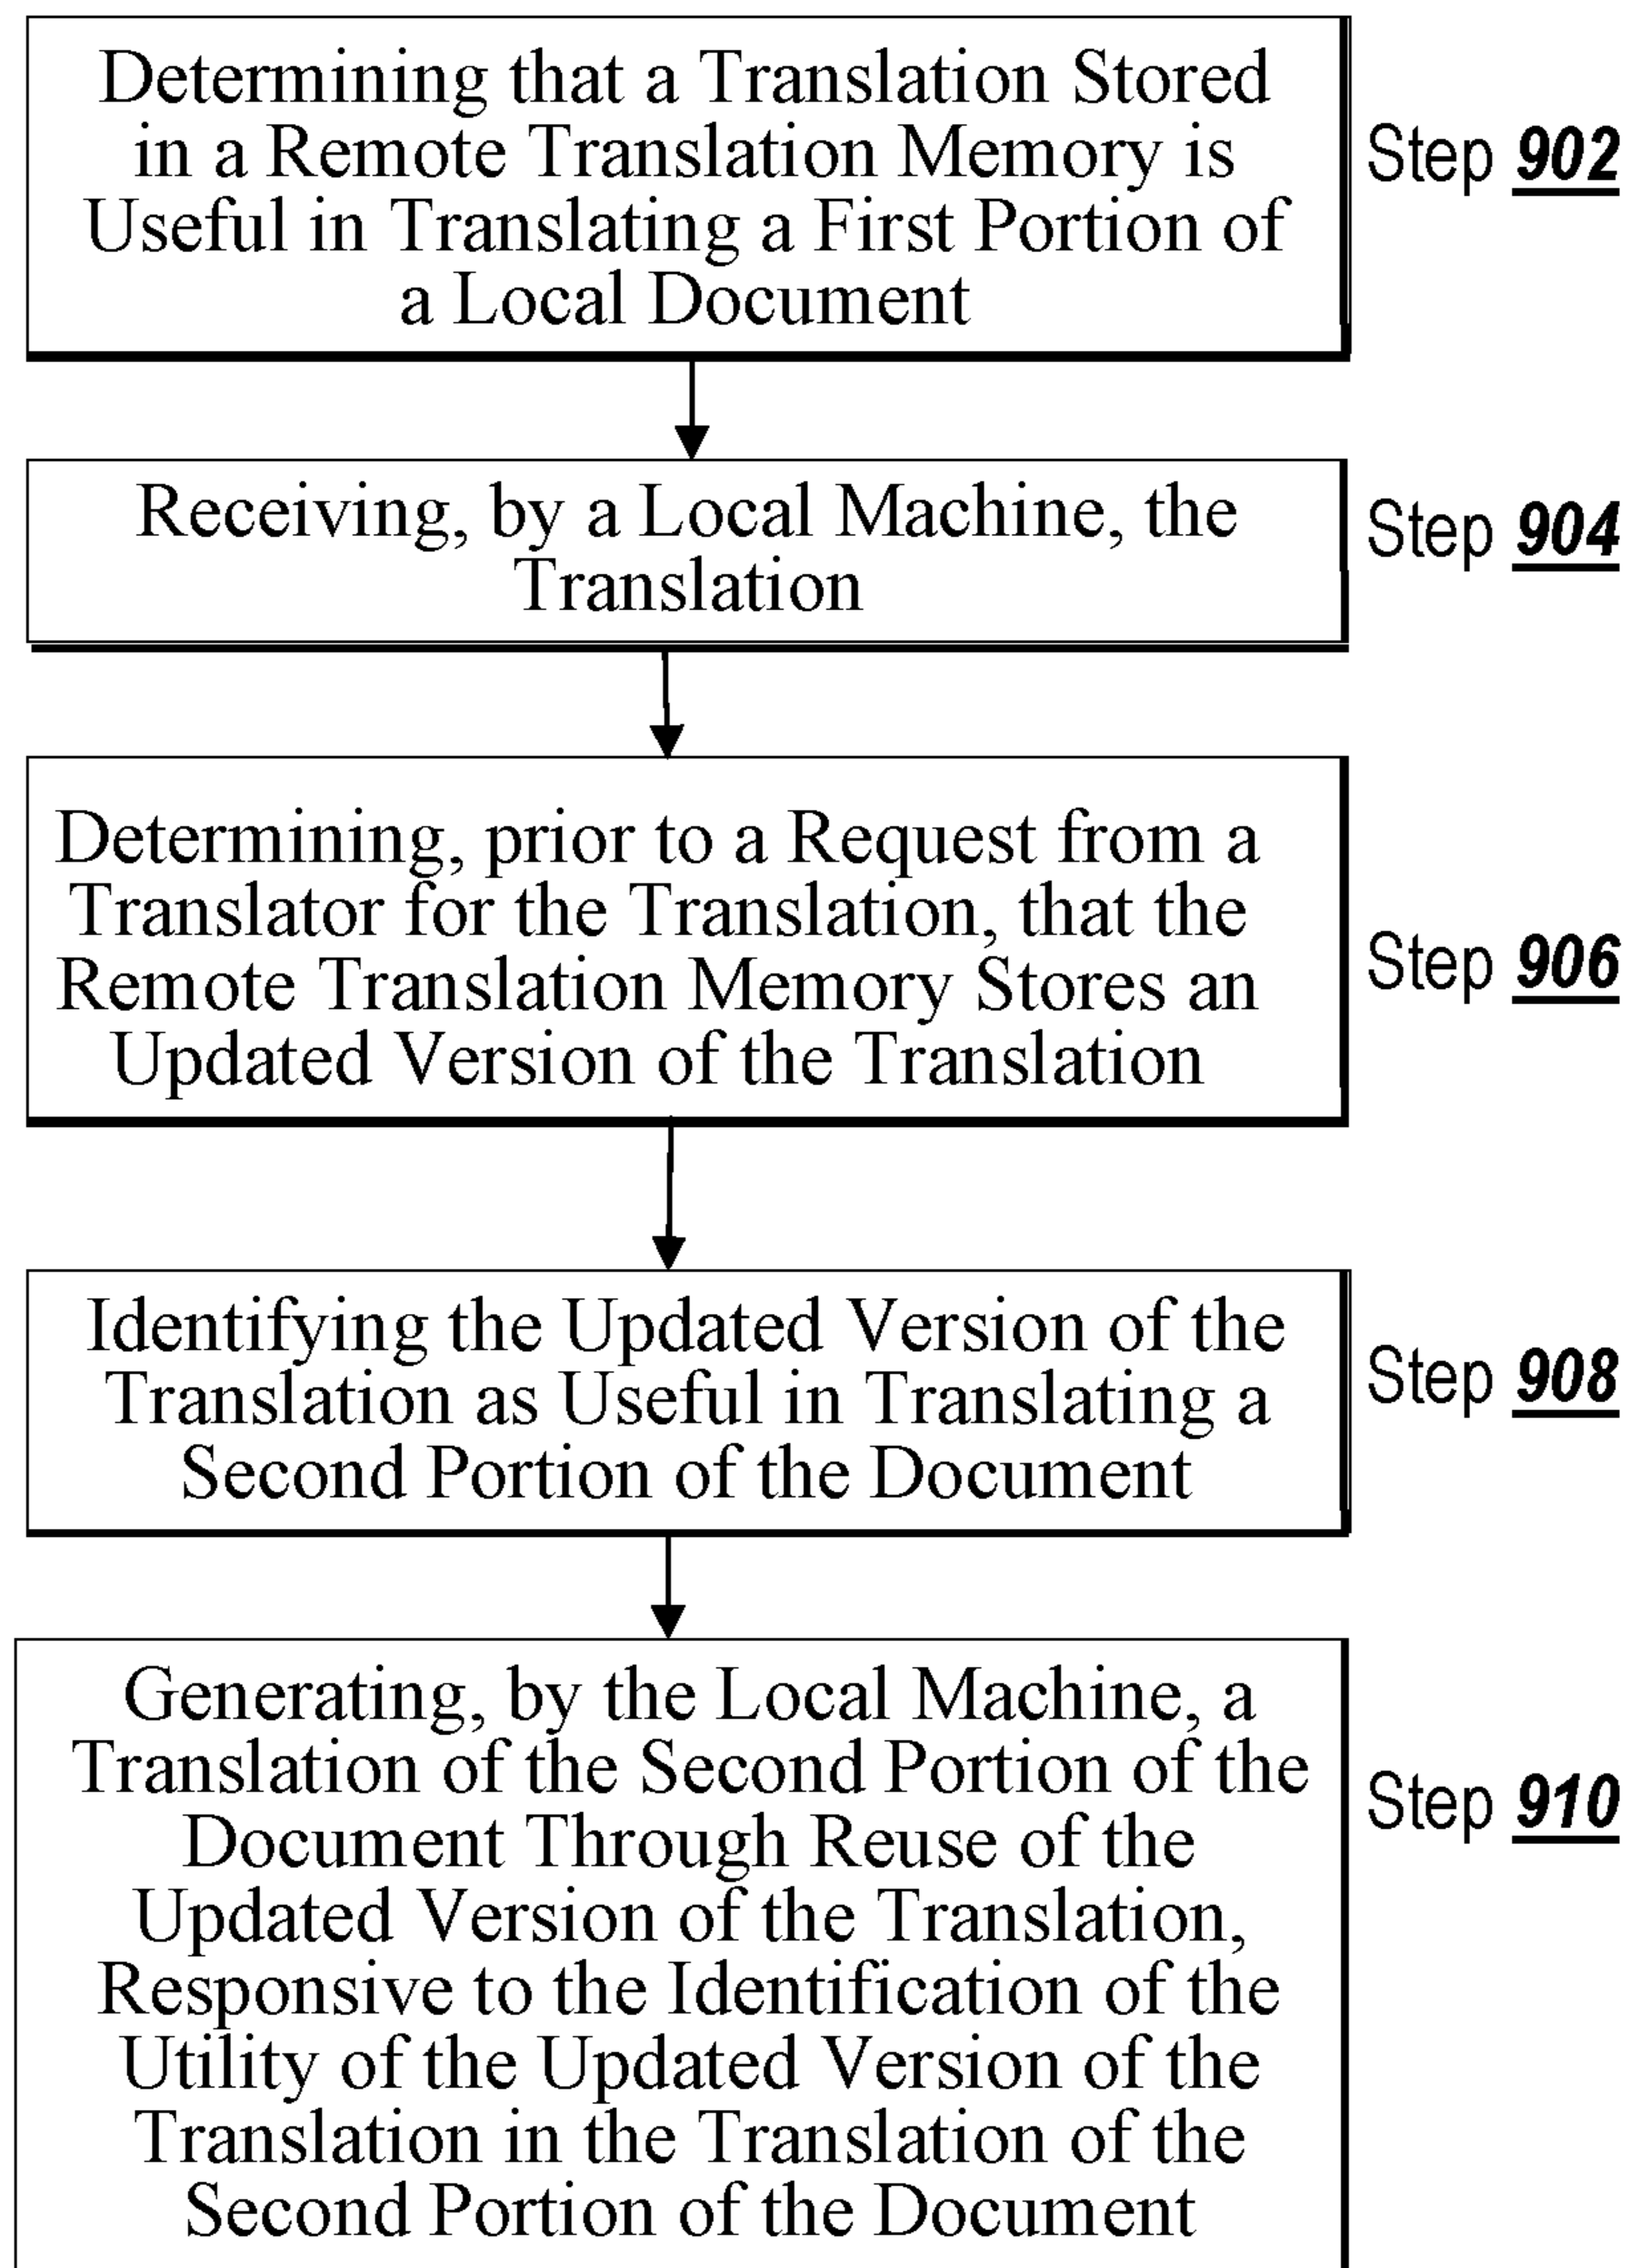 Determining that a Translation Stored
in a Remote Translation Memory is
Useful in Translating a First Portion of
a Local Document
Step 902
Receiving, by a Local Machine, the
Translation
Step 904
Determining, prior to a Request from a
Translator for the Translation, that the
Remote Translation Memory Stores an
Updated Version of the Translation
Step 906
Identifying the Updated Version of the
Translation as Useful in Translating a
Second Portion of the Document
Step 908
Generating, by the Local Machine, a
Translation of the Second Portion of the
Document Through Reuse of the
Updated Version of the Translation,
Responsive to the Identification of the
Utility of the Updated Version of the
Translation in the Translation of the
Second Portion of the Document
Step 910